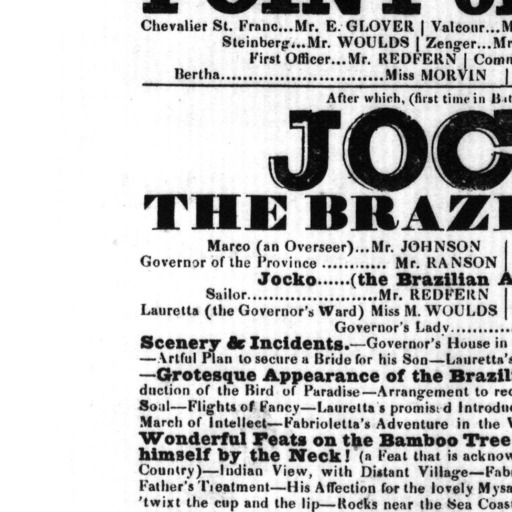 POINT OF
Chevalier St. Franc...Mr. E. GLOVER | Valcour...M
Steinberg...Mr. WOULDS | Zenger...Mr
First Officer...Mr. REDFERN | Comm
Bertha..............................Miss MORVIN |
After which, (first time in Bat
JOC
THE BRAZI
Marco (an Overseer)...Mr. JOHNSON |
Governor of the Province ............ Mr. RANSON |
Jocko......(the Brazilian A
Sailor........................Mr. REDFERN |
Lauretta (the Governor's Ward) Miss M. WOULDS |
Governor's Lady...........
Scenery & Incidents.—Governor's House in
—Artful Plan to secure a Bride for his Son—Lauretta's
—Grotesque Appearance of the Brazil
duction of the Bird of Paradise—Arrangement to rec
Soul—Flights of Fancy—Lauretta s promised Introdu
March of Intellect—Fabrioletta's Adventure in the V
Wonderful Feats on the Bamboo Tree
himself by the Neck! (a Feat that is acknow
Country)—Indian View, with Distant Village—Fab
Father's Treatment—His Affection for the lovely Mysa
'twixt the cup and the lip—Rocks near the Sea Coas